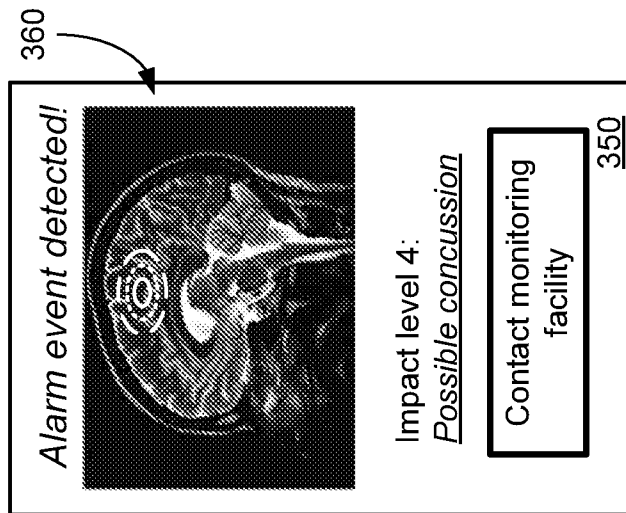 360
Alarm event detected!
Impact level 4:
Possible concussion
Contact monitoring
facility
350